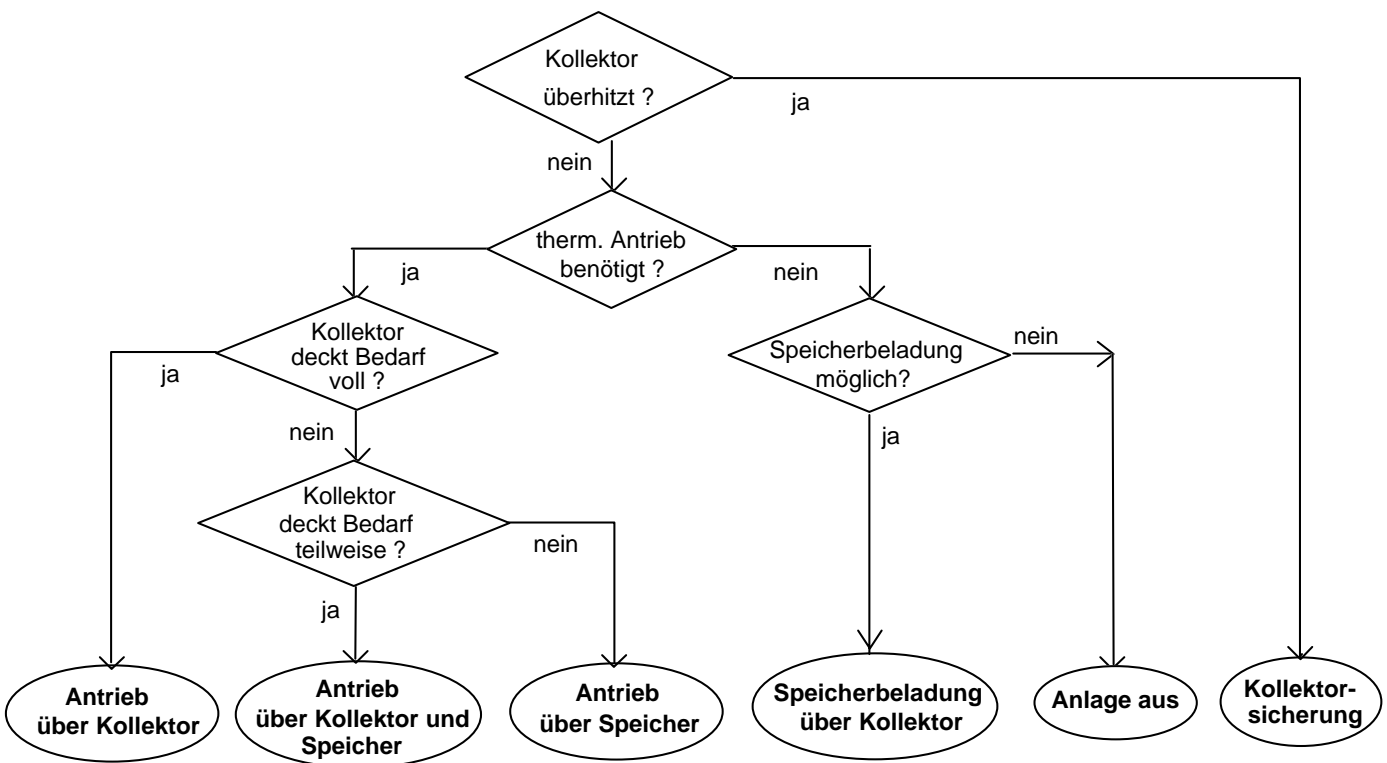 Kollektor
überhitzt ?
ja
nein
therm. Antrieb
benötigt ?
ja
nein
Kollektor
deckt Bedarf
voll ?
ja
nein
Speicherbeladung
möglich?
nein
ja
Kollektor
deckt Bedarf
teilweise ?
nein
ja
Antrieb
über Kollektor
Antrieb
über Kollektor und
Speicher
Antrieb
über Speicher
Speicherbeladung
über Kollektor
Anlage aus
Kollektor-
sicherung